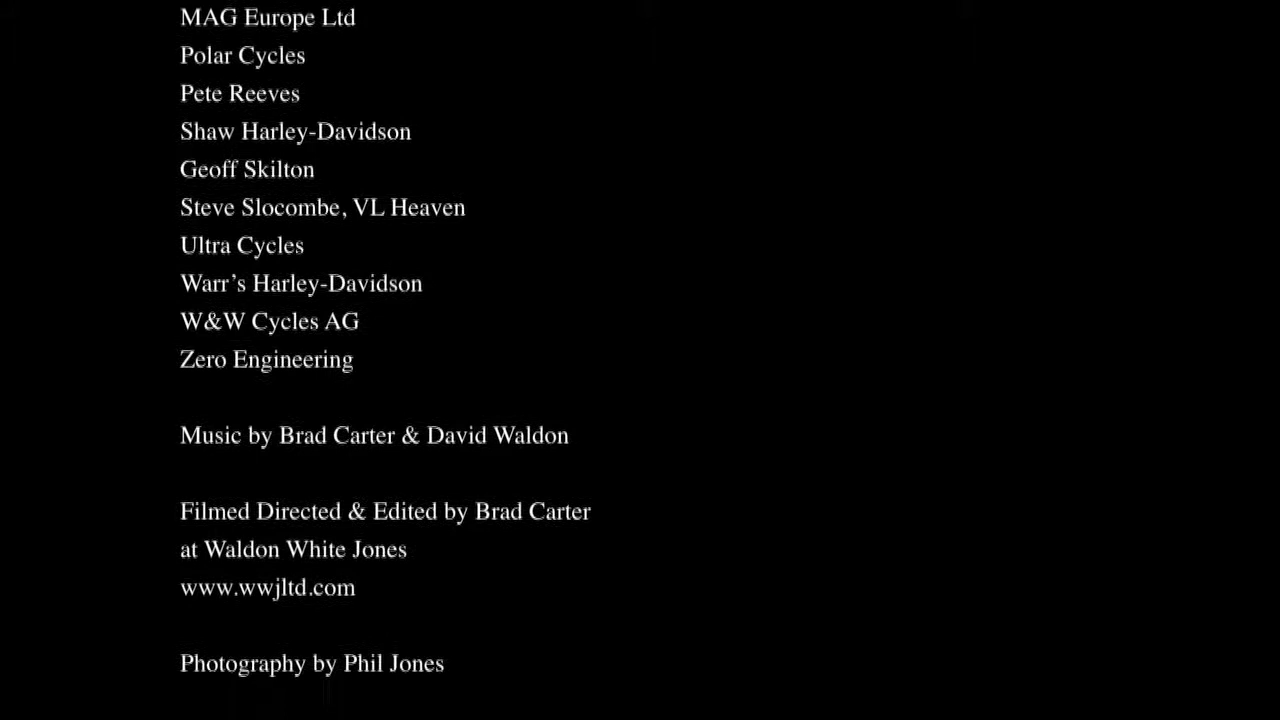 MAG Europe Ltd
Polar Cycles
Pete Reeves
Shaw Harley-Davidson
Geoff Skilton
Steve Slocombe, VL Heaven
Ultra Cycles
Warr’s Harley-Davidson
W&W Cycles AG
Zero Engineering
Music by Brad Carter & David Waldon
Filmed Directed & Edited by Brad Carter
at Waldon White Jones
www.wwjltd.com
Photography by Phil Jones